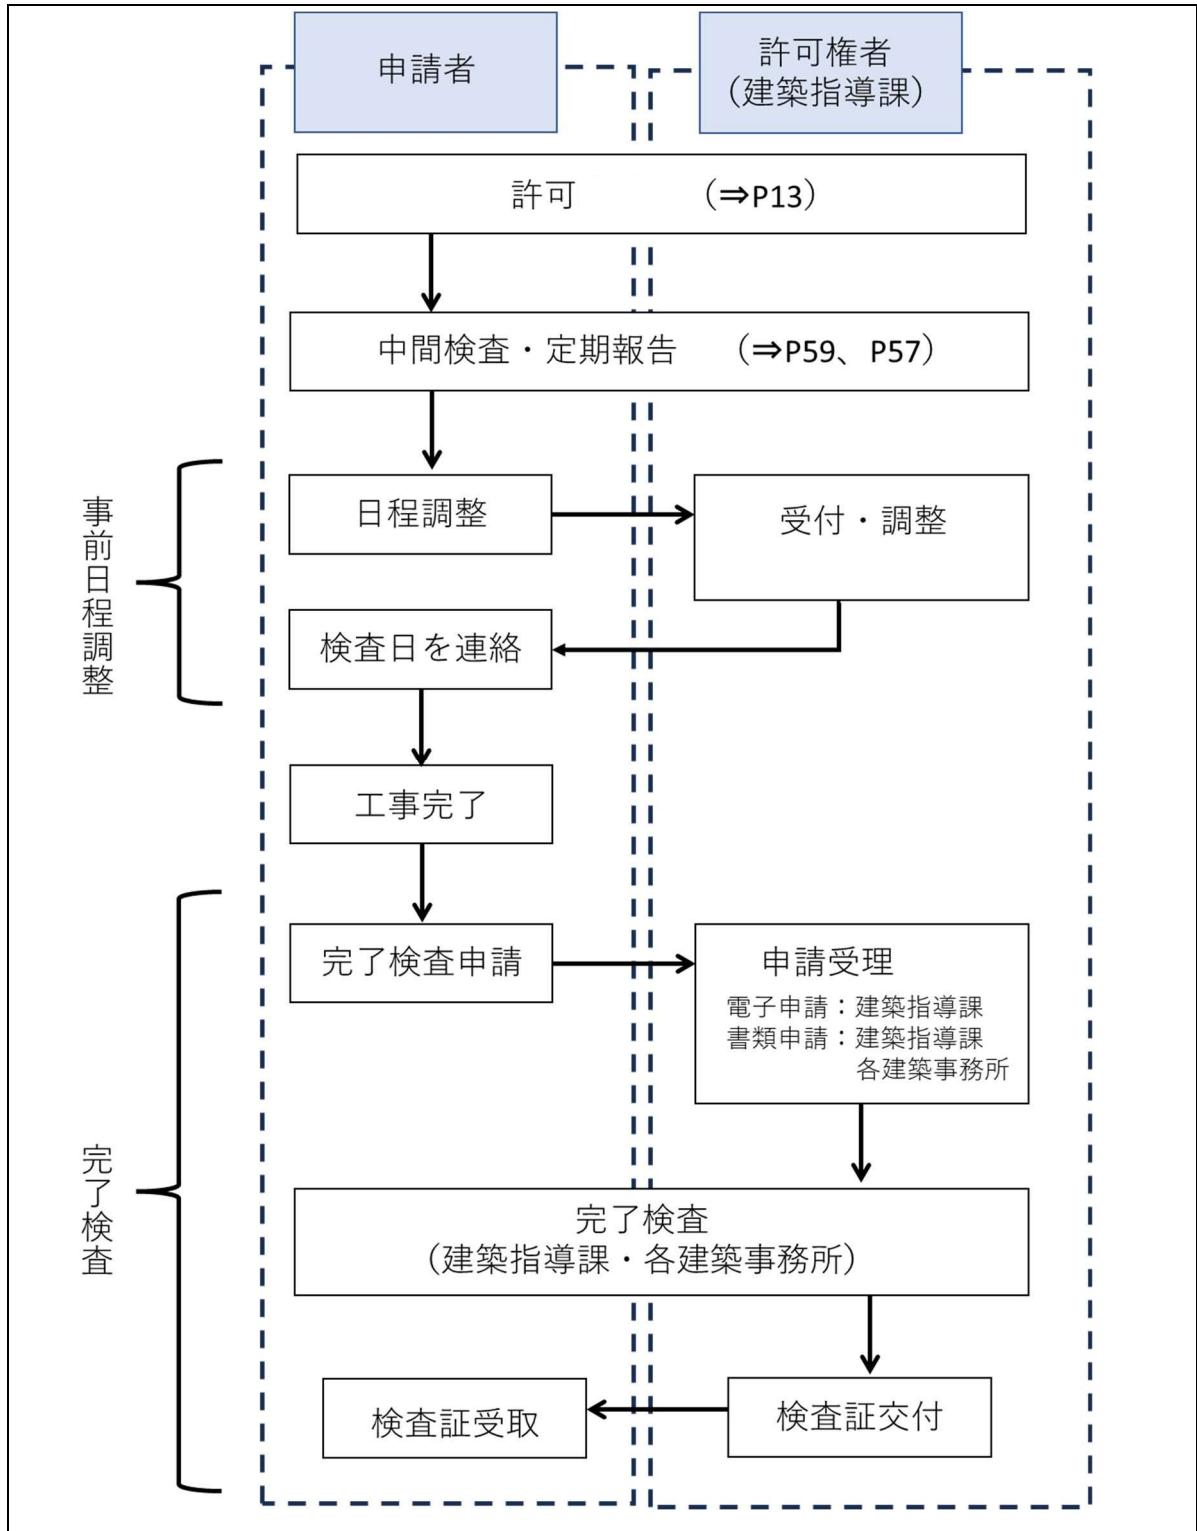 申請者
許可権者
（建築指導課）
許可　（⇒P13）
中間検査・定期報告　（⇒P59、P57）
事前日程調整
日程調整
受付・調整
検査日を連絡
工事完了
完了検査
完了検査申請
申請受理
電子申請：建築指導課
書類申請：建築指導課
各建築事務所
完了検査
（建築指導課・各建築事務所）
検査証受取
検査証交付